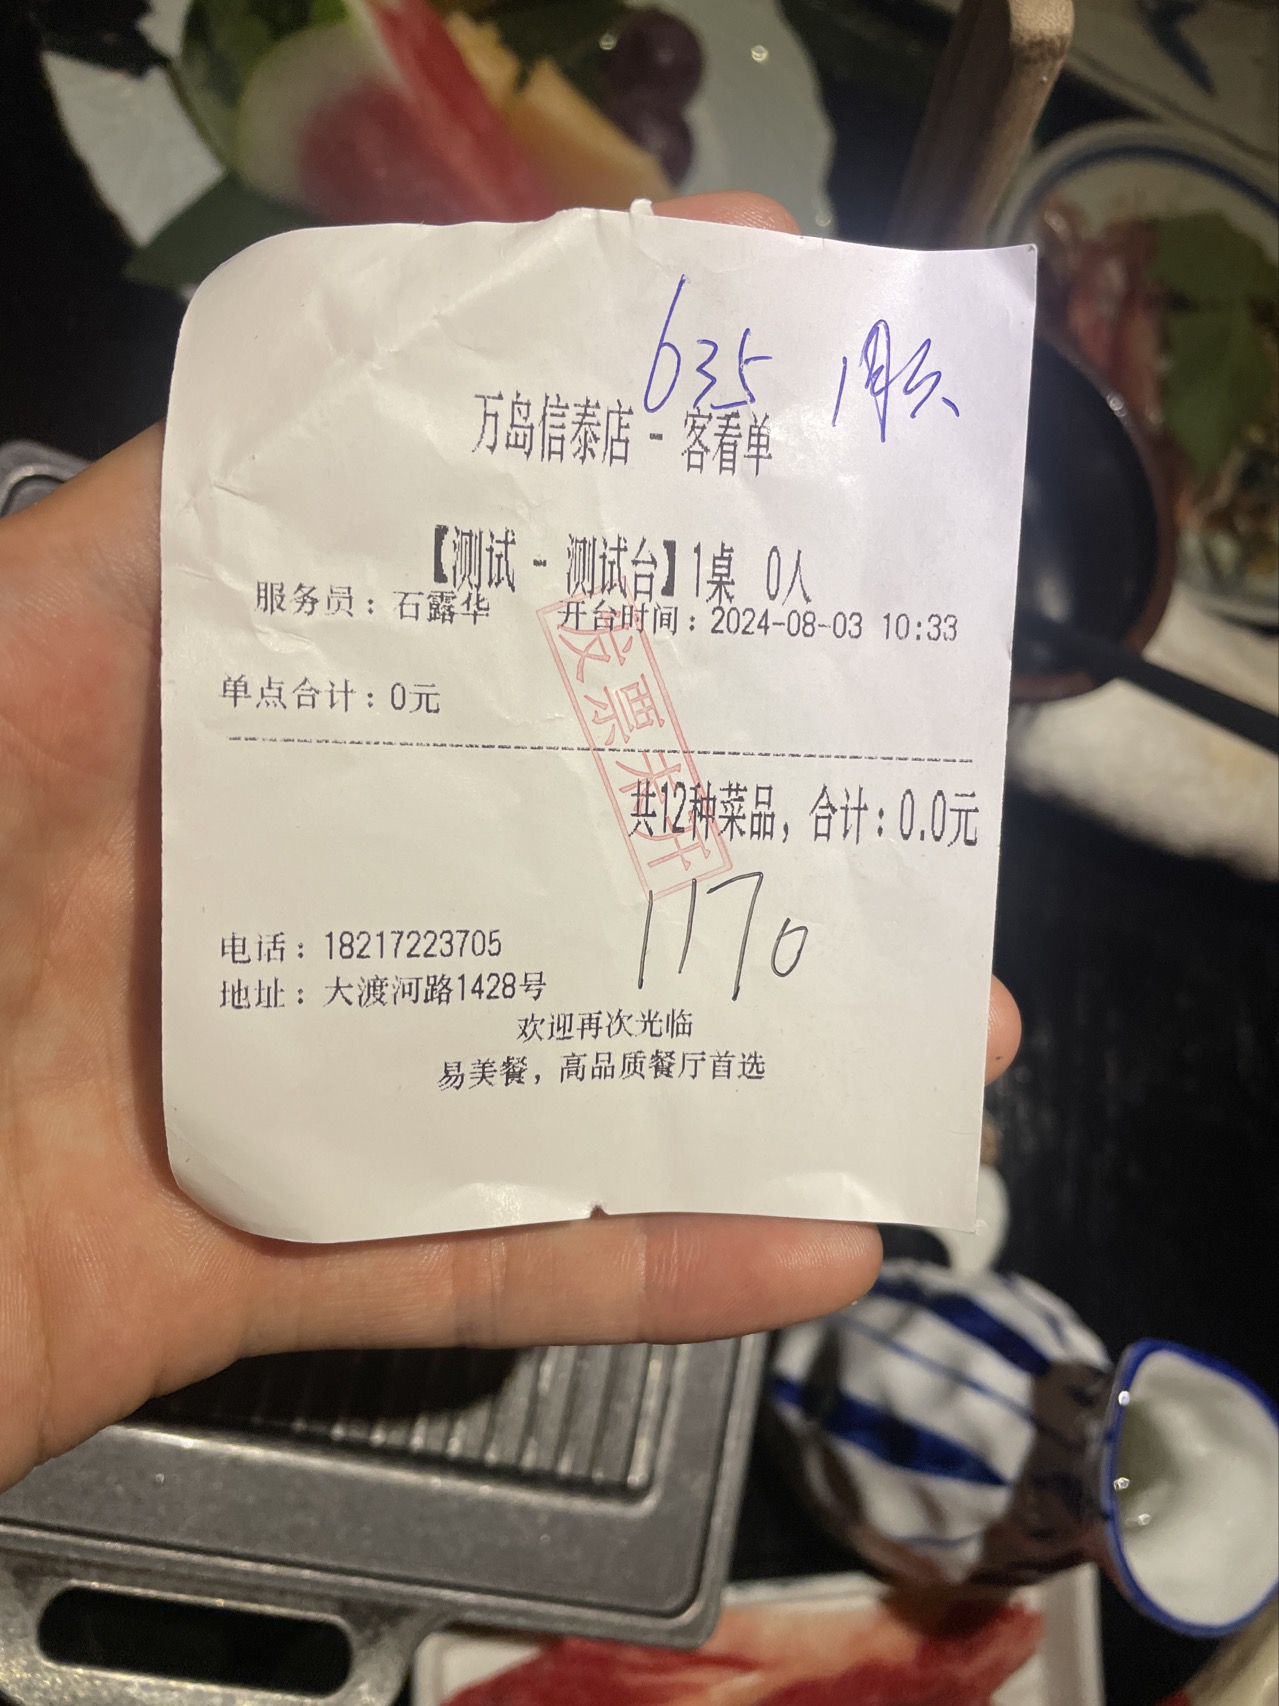 635
万岛信泰店 - 客看单
【测试 - 测试台】1桌 0人
服务员：石露华 开台时间：2024-08-03 10:33
单点合计：0元
发票未开
共12种菜品，合计：0.0元
1170
电话：18217223705
地址：大渡河路1428号
欢迎再次光临
易美餐，高品质餐厅首选